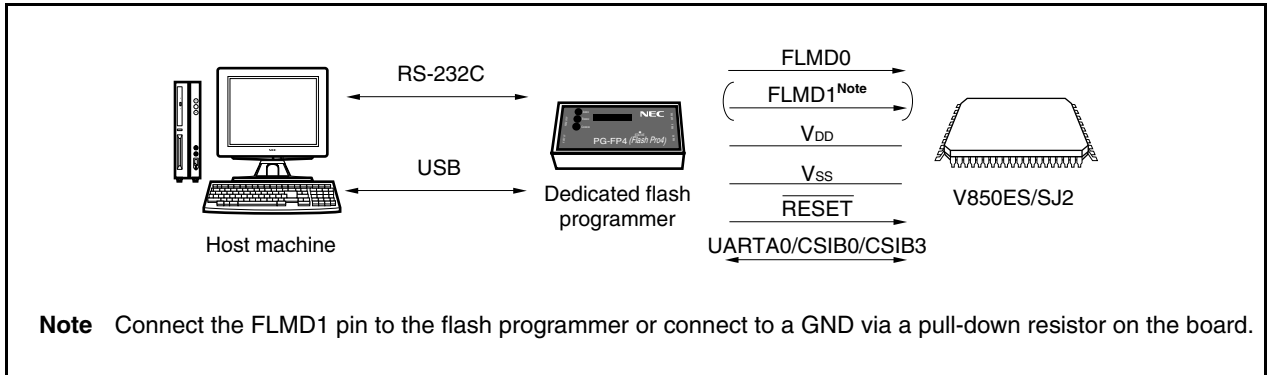 RS-232C
USB
Host machine
NEC
PG-FP4 (Flash Pro4)
Dedicated flash
programmer
FLMD0
FLMD1Note
VDD
VSS
RESET
UARTA0/CSIB0/CSIB3
V850ES/SJ2
Note Connect the FLMD1 pin to the flash programmer or connect to a GND via a pull-down resistor on the board.